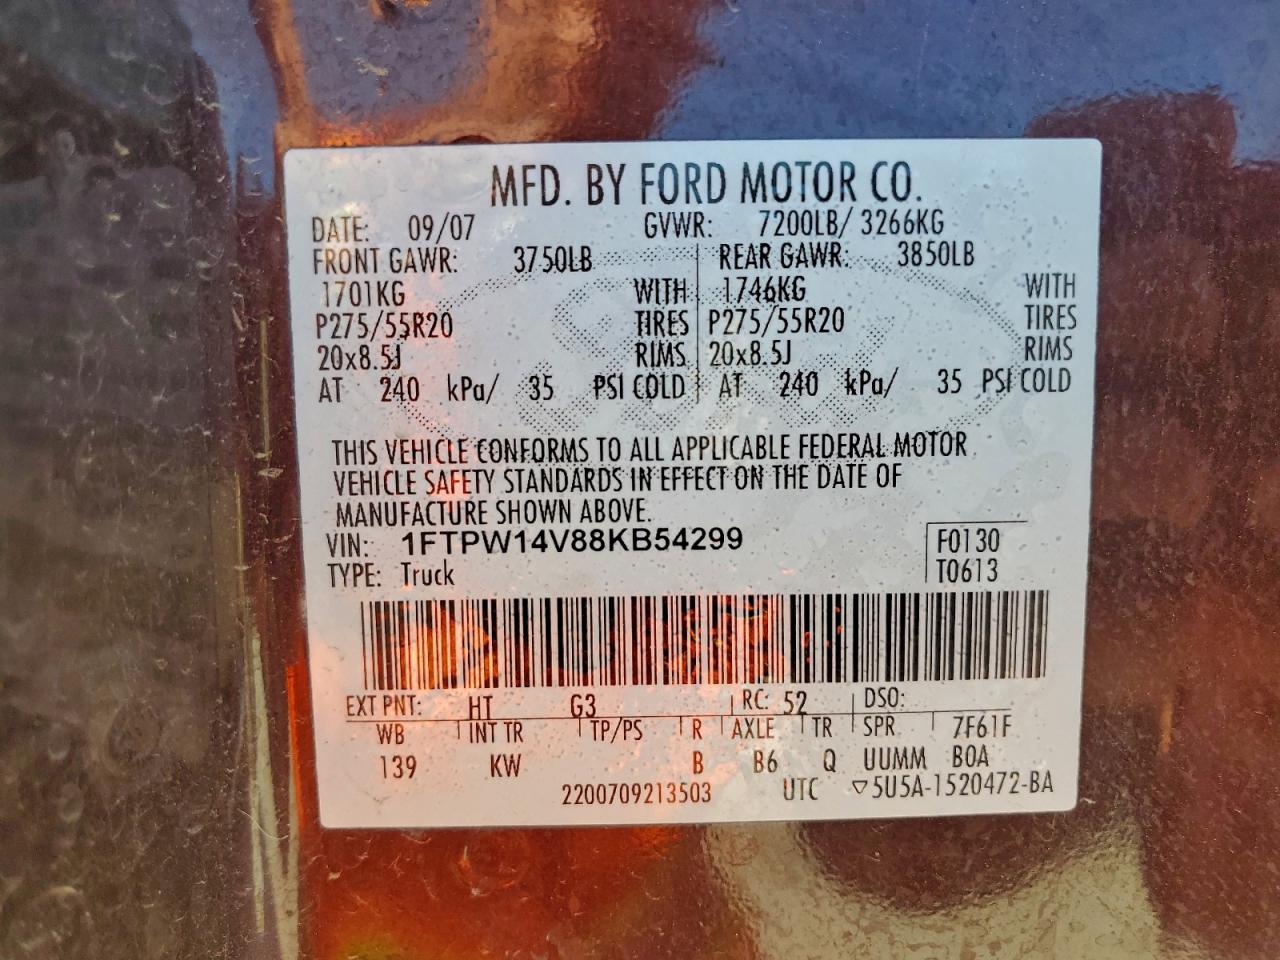 MFD. BY FORD MOTOR CO.
DATE: 09/07 GVWR: 7200LB/ 3266KG
FRONT GAWR: 3750LB REAR GAWR: 3850LB
1701KG WITH 1746KG WITH
P275/55R20 TIRES P275/55R20 TIRES
20x8.5J RIMS 20x8.5J RIMS
AT 240 kPa/ 35 PSI COLD AT 240 kPa/ 35 PSI COLD
THIS VEHICLE CONFORMS TO ALL APPLICABLE FEDERAL MOTOR
VEHICLE SAFETY STANDARDS IN EFFECT ON THE DATE OF
MANUFACTURE SHOWN ABOVE.
VIN: 1FTPW14V88KB54299 F0130
TYPE: Truck T0613
EXT PNT: HT G3 RC: 52 DSO:
WB INT TR TP/PS R AXLE TR SPR 7F61F
139 KW B B6 Q UUMM BOA
2200709213503 UTC ▽5U5A-1520472-BA